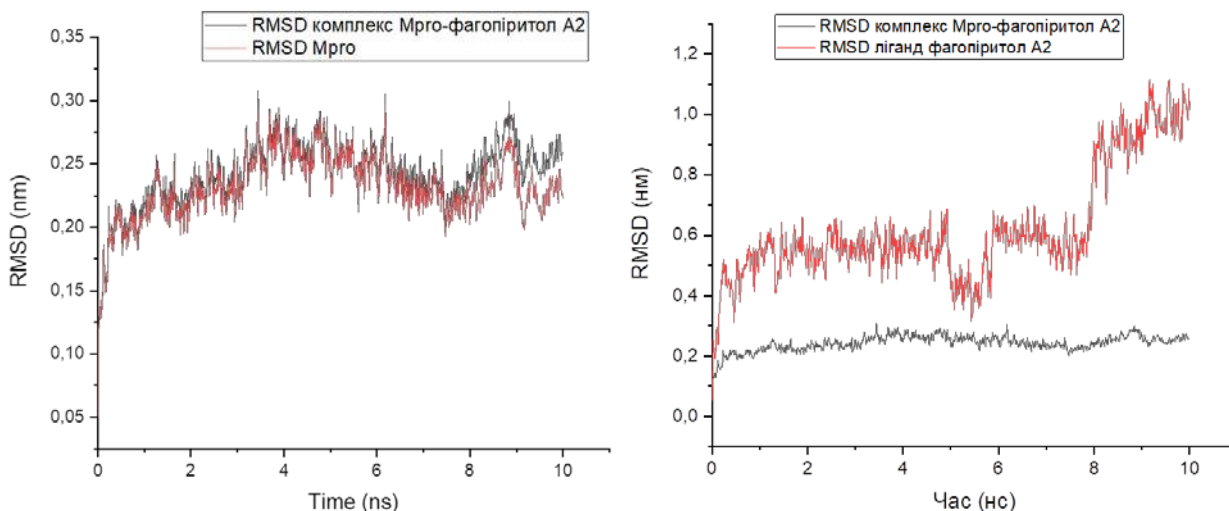 RMSD комплекс Mpro-фагопіритол А2
RMSD Mpro
0,35
0,30
0,25
0,20
0,15
0,10
0,05
RMSD (nm)
0 2 4 6 8 10
Time (ns)
RMSD комплекс Mpro-фагопіритол А2
RMSD ліганд фагопіритол А2
1,2
1,0
0,8
0,6
0,4
0,2
0,0
RMSD (нм)
0 2 4 6 8 10
Час (нс)